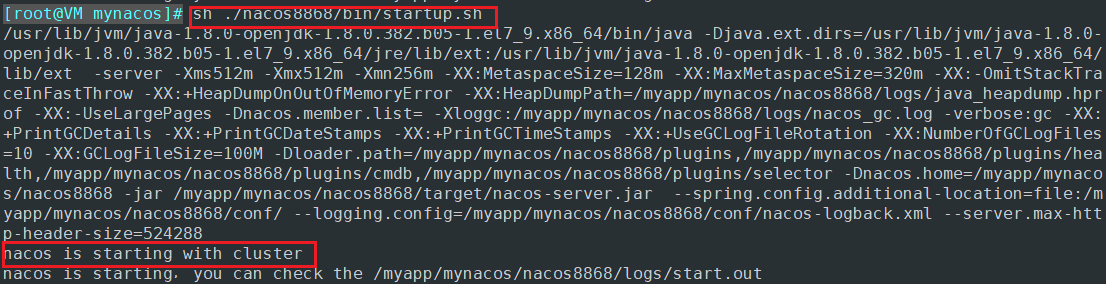 [root@VM mynacos]# sh ./nacos8868/bin/startup.sh
/usr/lib/jvm/java-1.8.0-openjdk-1.8.0.382.b05-1.el7_9.x86_64/bin/java -Djava.ext.dirs=/usr/lib/jvm/java-1.8.0-
openjdk-1.8.0.382.b05-1.el7_9.x86_64/jre/lib/ext:/usr/lib/jvm/java-1.8.0-openjdk-1.8.0.382.b05-1.el7_9.x86_64/
lib/ext  -server -Xms512m -Xmx512m -Xmn256m -XX:MetaspaceSize=128m -XX:MaxMetaspaceSize=320m -XX:-OmitStackTra
ceInFastThrow -XX:+HeapDumpOnOutOfMemoryError -XX:HeapDumpPath=/myapp/mynacos/nacos8868/logs/java_heapdump.hpr
of -XX:-UseLargePages -Dnacos.member.list= -Xloggc:/myapp/mynacos/nacos8868/logs/nacos_gc.log -verbose:gc -XX:
+PrintGCDetails -XX:+PrintGCDateStamps -XX:+PrintGCTimeStamps -XX:+UseGCLogFileRotation -XX:NumberOfGCLogFiles
=10 -XX:GCLogFileSize=100M -Dloader.path=/myapp/mynacos/nacos8868/plugins,/myapp/mynacos/nacos8868/plugins/hea
lth,/myapp/mynacos/nacos8868/plugins/cmdb,/myapp/mynacos/nacos8868/plugins/selector -Dnacos.home=/myapp/mynaco
s/nacos8868 -jar /myapp/mynacos/nacos8868/target/nacos-server.jar  --spring.config.additional-location=file:/m
yapp/mynacos/nacos8868/conf/ --logging.config=/myapp/mynacos/nacos8868/conf/nacos-logback.xml --server.max-htt
p-header-size=524288
nacos is starting with cluster
nacos is starting，you can check the /myapp/mynacos/nacos8868/logs/start.out